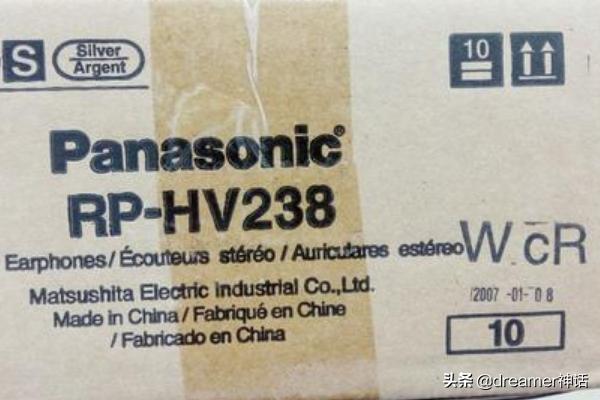 S
Silver
Argent
10
Panasonic®
RP-HV238
Earphones / Écouteurs stéréo / Auriculares estéreo
W.c̄R
Matsushita Electric Industrial Co.,Ltd.
2007 -01- 08
Made in China / Fabriqué en Chine
/ Fabricado en China
10
头条 @dreamer神话